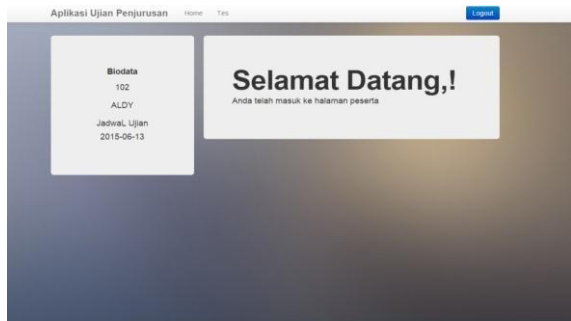 Aplikasi Ujian Penjurusan Home Tes Logout
Biodata
102
ALDY
JadwaL Ujian
2015-06-13
Selamat Datang,!
Anda telah masuk ke halaman peserta